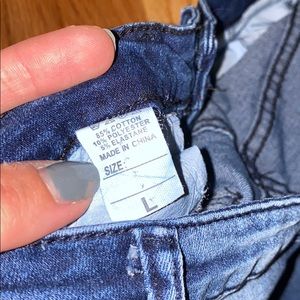 85% COTTON
10% POLYESTER
5% ELASTANE
MADE IN CHINA
SIZE:
L